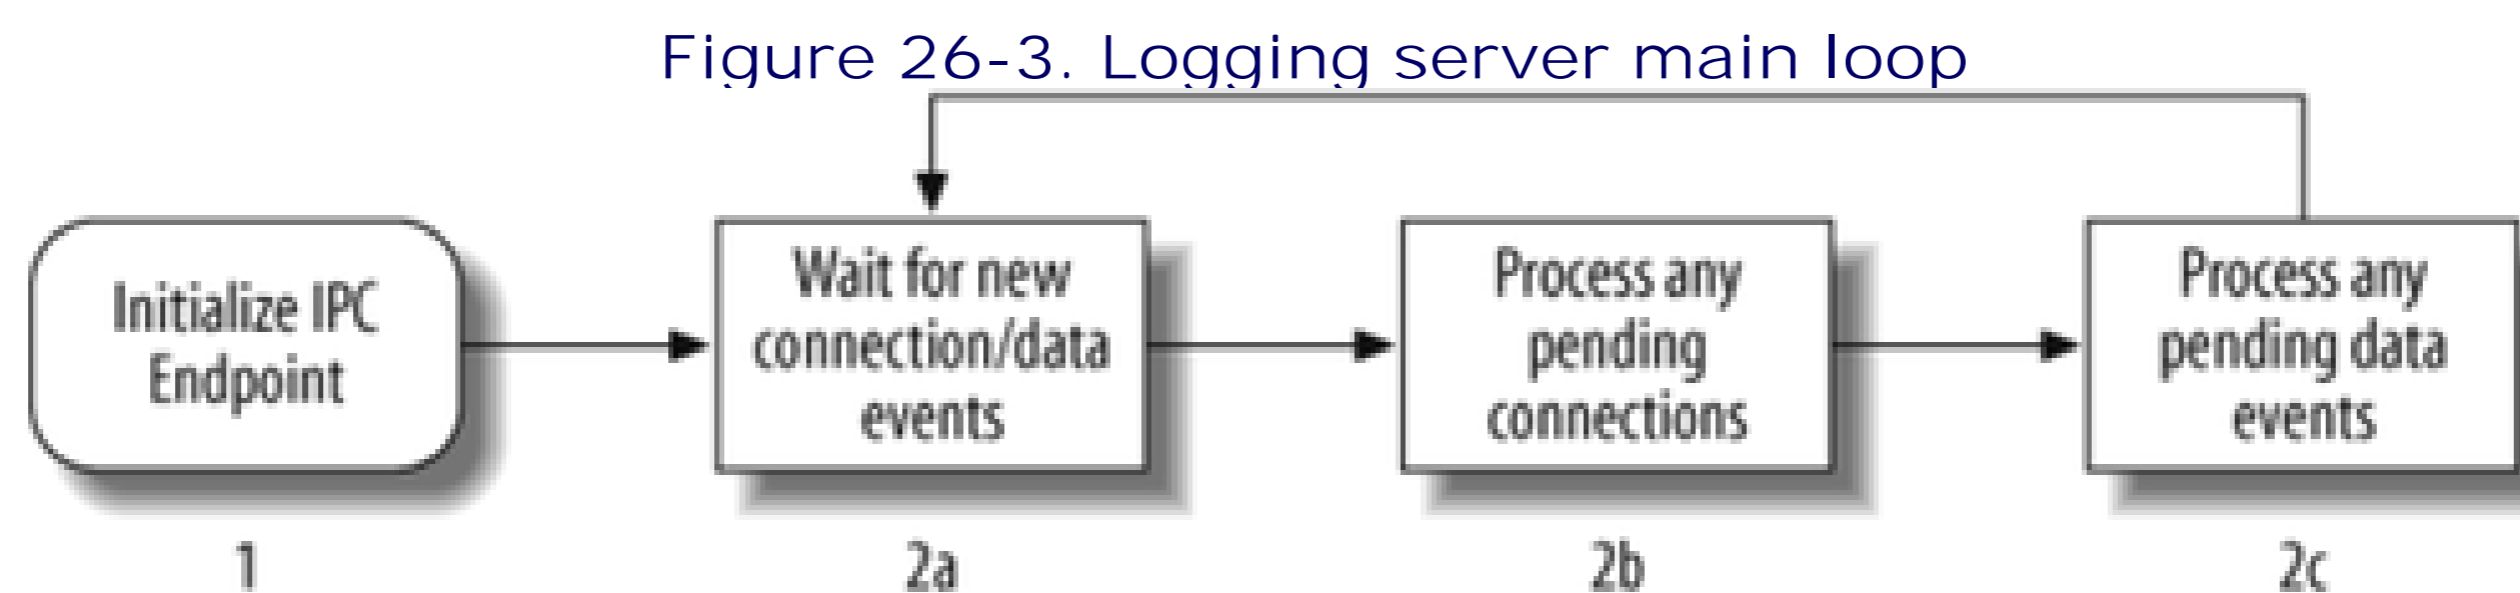 Figure 26-3. Logging server main loop
Initialize IPC
Endpoint
1
Wait for new
connection/data
events
2a
Process any
pending
connections
2b
Process any
pending data
events
2c